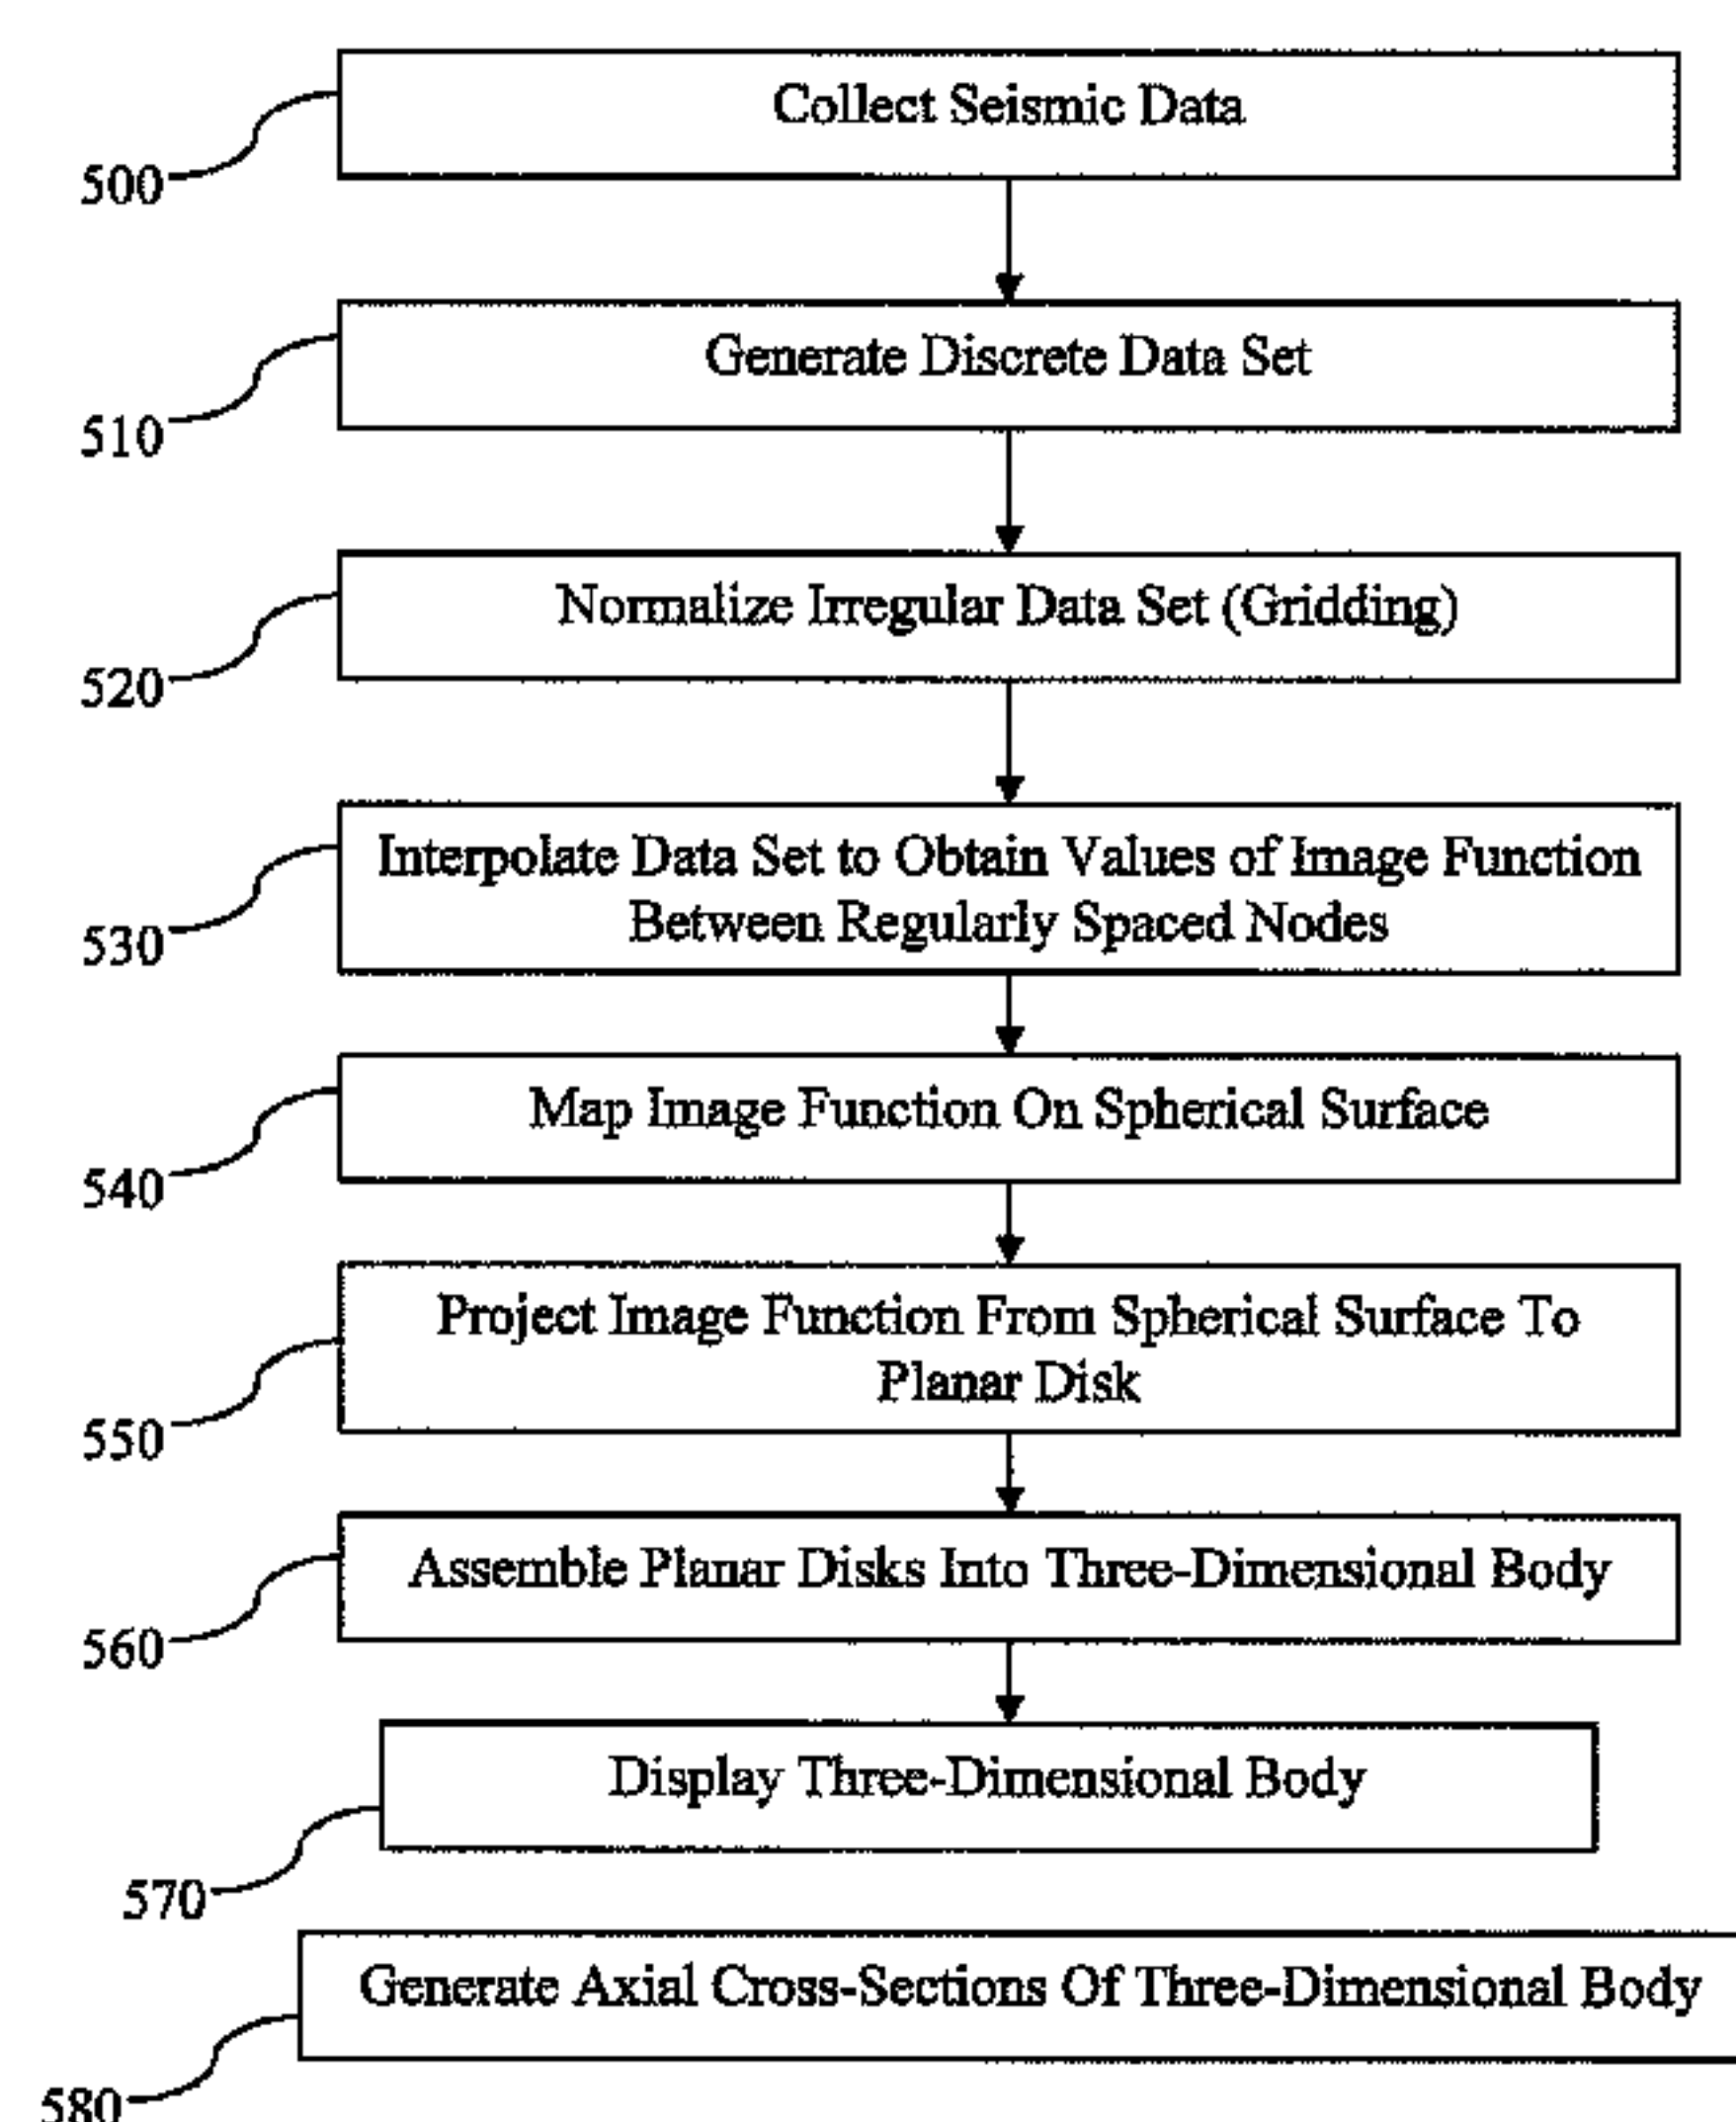 Collect Seismic Data
500
Generate Discrete Data Set
510
Normalize Irregular Data Set (Gridding)
520
Interpolate Data Set to Obtain Values of Image Function
Between Regularly Spaced Nodes
530
Map Image Function On Spherical Surface
540
Project Image Function From Spherical Surface To
Planar Disk
550
Assemble Planar Disks Into Three-Dimensional Body
560
Display Three-Dimensional Body
570
Generate Axial Cross-Sections Of Three-Dimensional Body
580